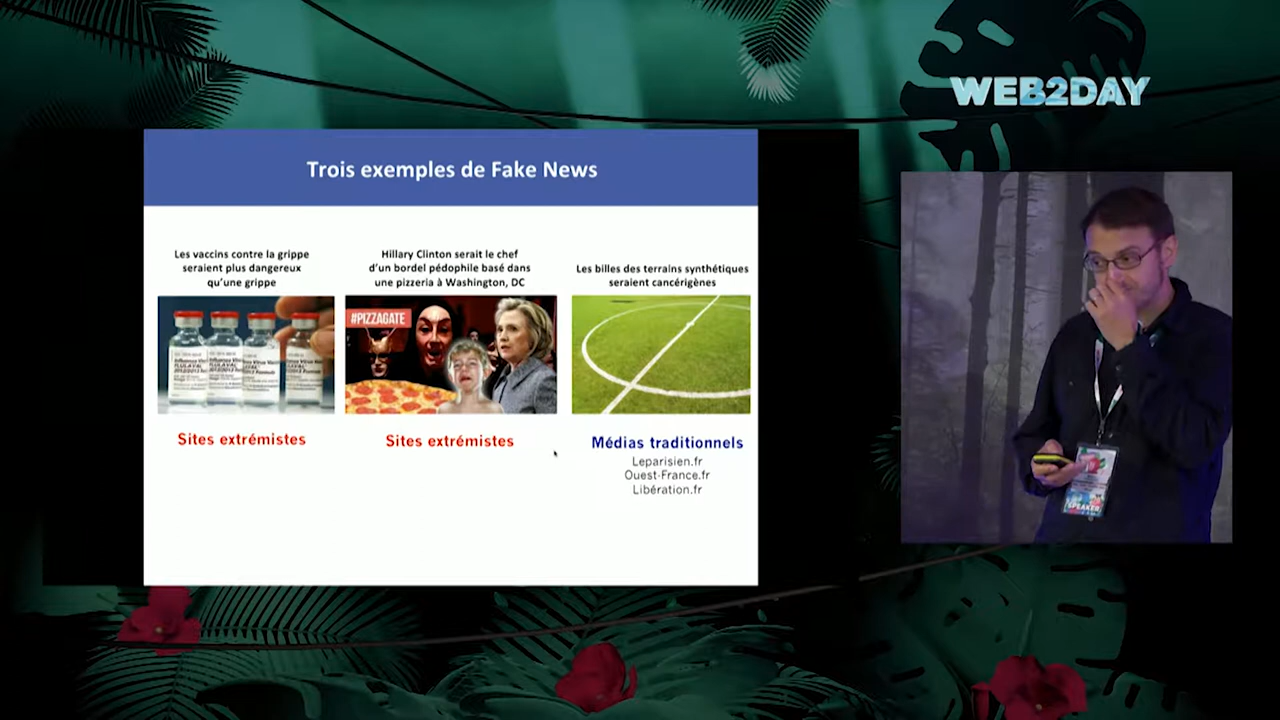 WEB2DAY
Trois exemples de Fake News
Les vaccins contre la grippe
seraient plus dangereux
qu'une grippe
Hillary Clinton serait le chef
d'un bordel pédophile basé dans
une pizzeria à Washington, DC
Les billes des terrains synthétiques
seraient cancérigènes
#PIZZAGATE
Sites extrémistes
Sites extrémistes
Médias traditionnels
Leparisien.fr
Ouest-France.fr
Libération.fr
SPEAKER